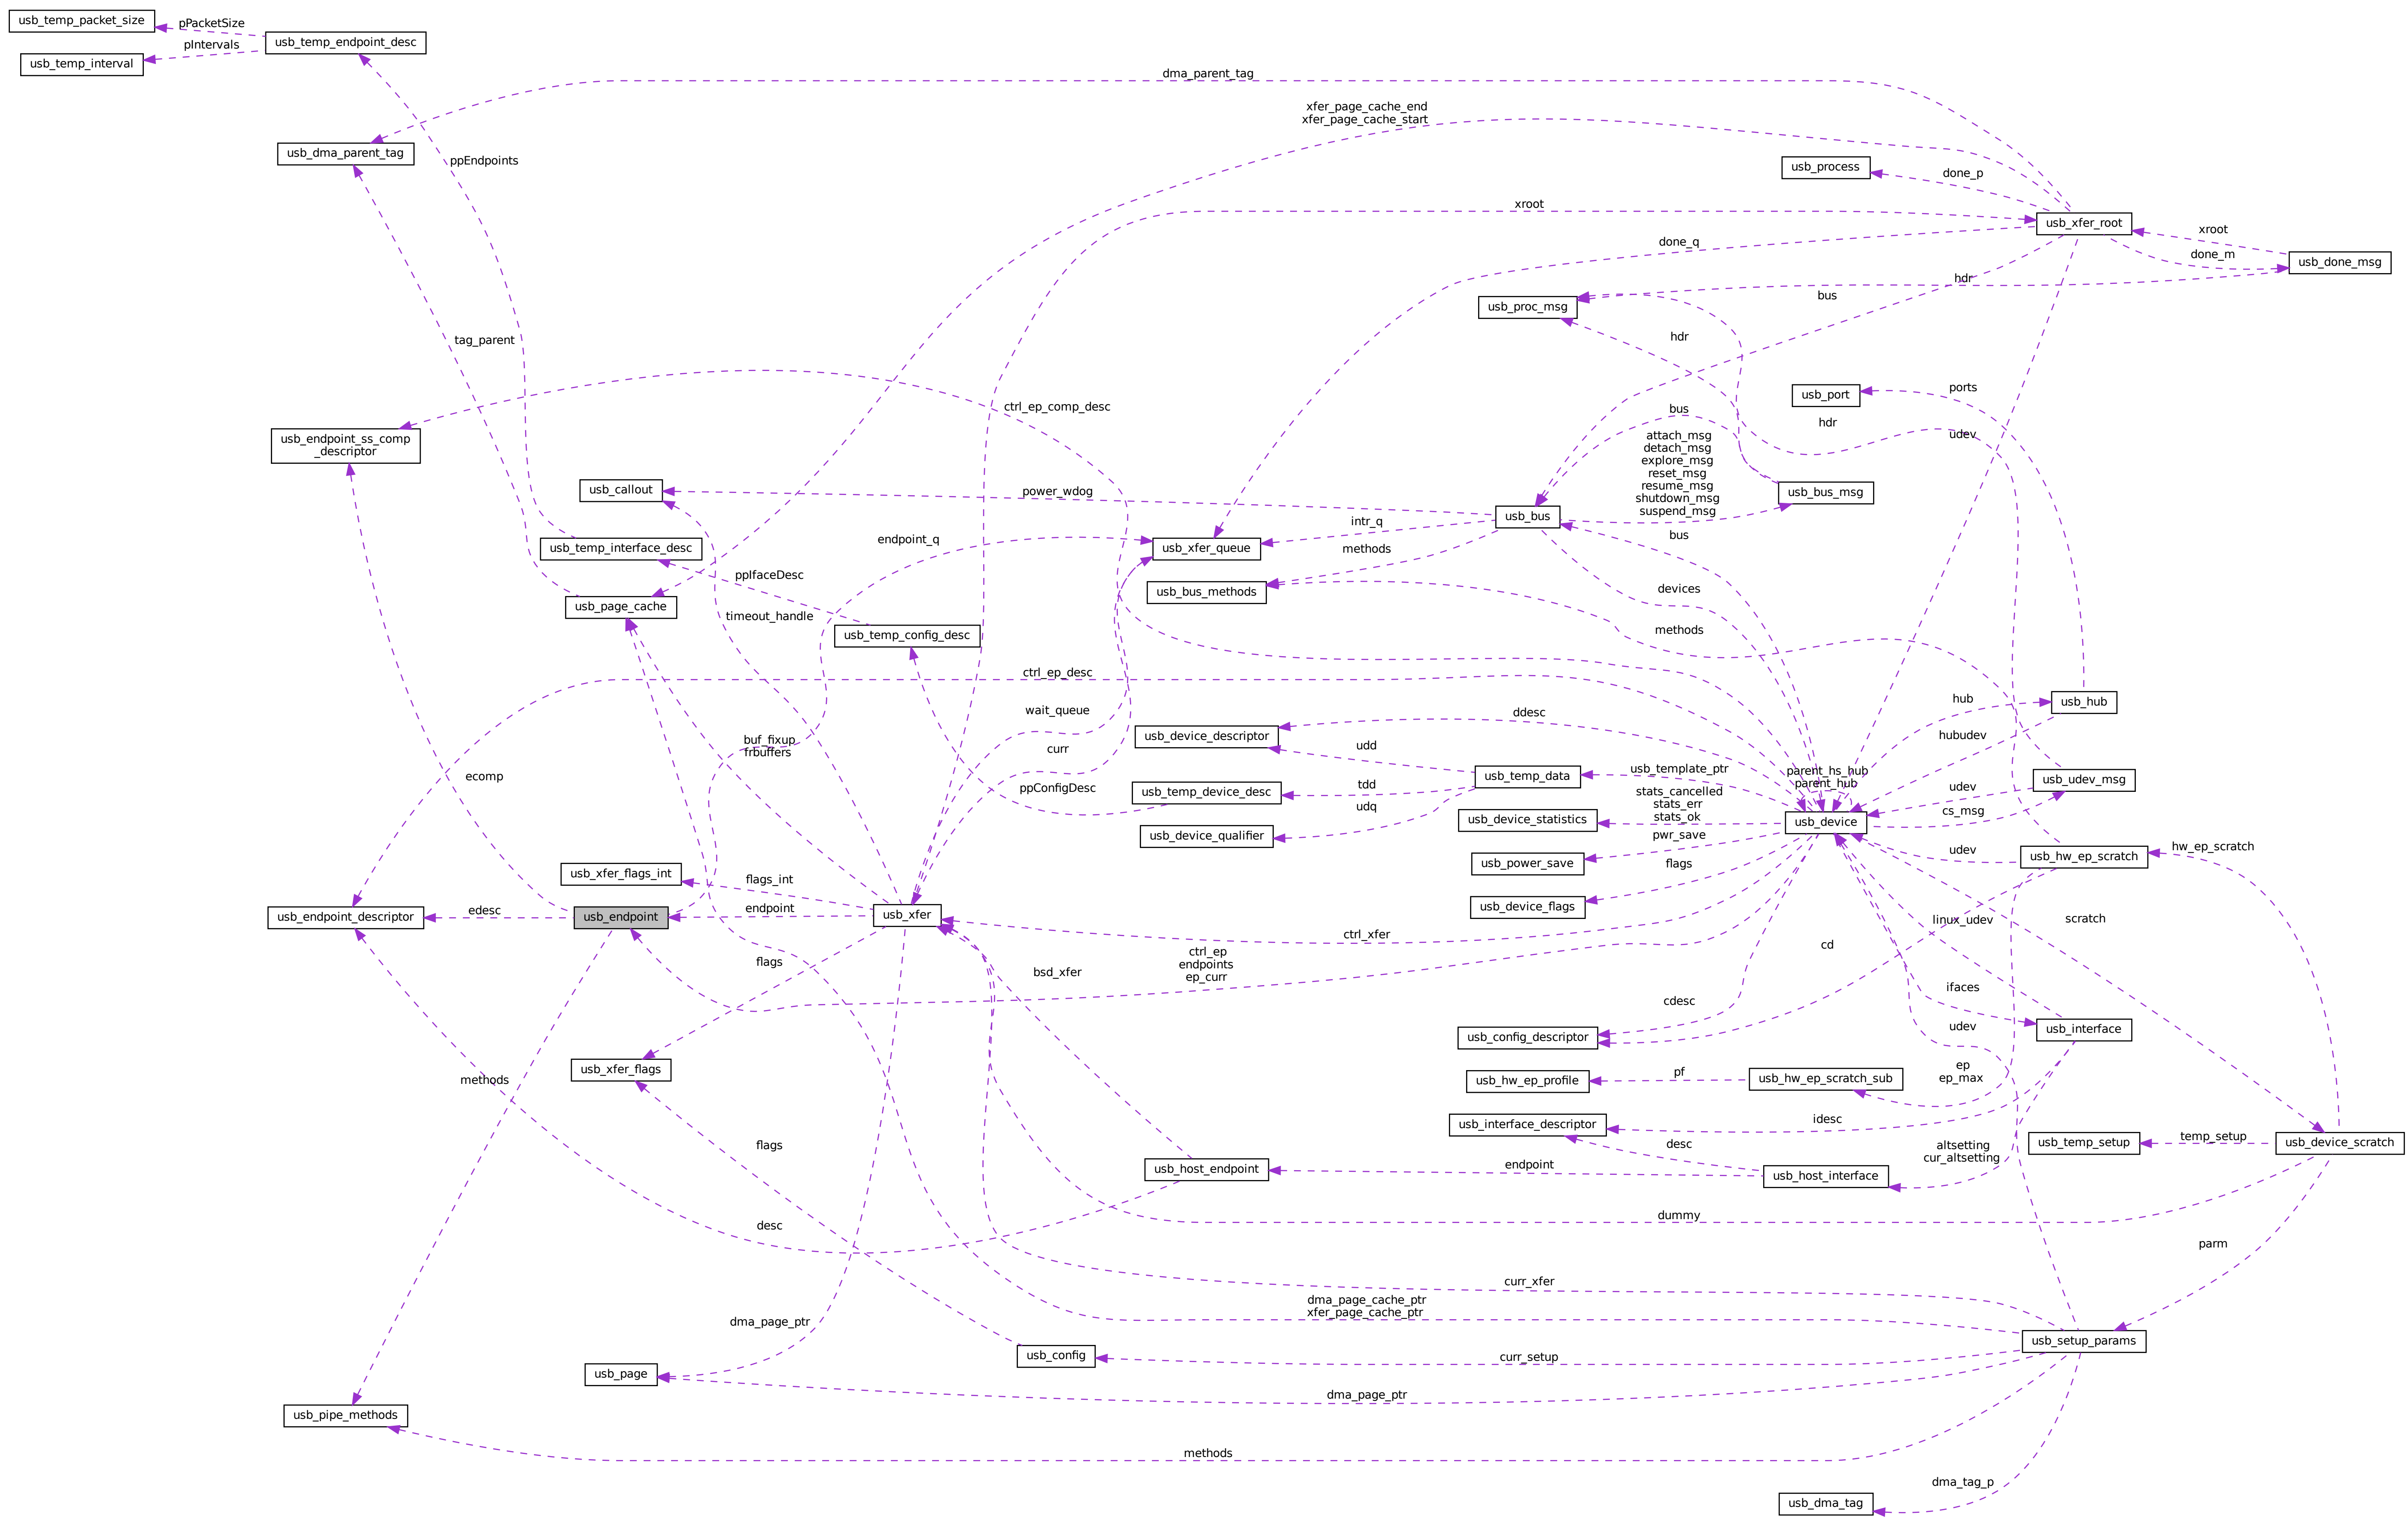 usb_temp_packet_size
pPacketSize
usb_temp_endpoint_desc
pIntervals
usb_temp_interval
dma_parent_tag
xfer_page_cache_end
xfer_page_cache_start
usb_dma_parent_tag
ppEndpoints
usb_process
done_p
xroot
usb_xfer_root
xroot
done_q
done_m
usb_done_msg
hdr
bus
usb_proc_msg
tag_parent
hdr
usb_port
ports
ctrl_ep_comp_desc
bus
hdr
udev
usb_endpoint_ss_comp
_descriptor
attach_msg
detach_msg
explore_msg
reset_msg
resume_msg
shutdown_msg
suspend_msg
usb_callout
power_wdog
usb_bus_msg
usb_bus
intr_q
bus
endpoint_q
usb_temp_interface_desc
usb_xfer_queue
methods
ppIfaceDesc
usb_bus_methods
devices
usb_page_cache
timeout_handle
usb_temp_config_desc
methods
ctrl_ep_desc
hub
usb_hub
wait_queue
ddesc
usb_device_descriptor
hubudev
buf_fixup
frbuffers
curr
udd
usb_template_ptr
parent_hs_hub
parent_hub
usb_temp_data
usb_udev_msg
ecomp
ppConfigDesc
usb_temp_device_desc
tdd
udq
stats_cancelled
stats_err
stats_ok
udev
cs_msg
usb_device_statistics
usb_device
usb_device_qualifier
pwr_save
udev
hw_ep_scratch
usb_power_save
flags
usb_hw_ep_scratch
usb_xfer_flags_int
flags_int
usb_endpoint_descriptor
edesc
usb_endpoint
endpoint
usb_xfer
usb_device_flags
linux_udev
scratch
ctrl_xfer
cd
ctrl_ep
endpoints
ep_curr
flags
bsd_xfer
ifaces
cdesc
udev
usb_interface
usb_config_descriptor
usb_xfer_flags
methods
ep
ep_max
usb_hw_ep_profile
pf
usb_hw_ep_scratch_sub
usb_interface_descriptor
idesc
flags
desc
altsetting
cur_altsetting
usb_temp_setup
temp_setup
usb_device_scratch
usb_host_endpoint
endpoint
usb_host_interface
desc
dummy
parm
curr_xfer
dma_page_cache_ptr
xfer_page_cache_ptr
dma_page_ptr
usb_setup_params
usb_config
curr_setup
usb_page
dma_page_ptr
usb_pipe_methods
methods
dma_tag_p
usb_dma_tag